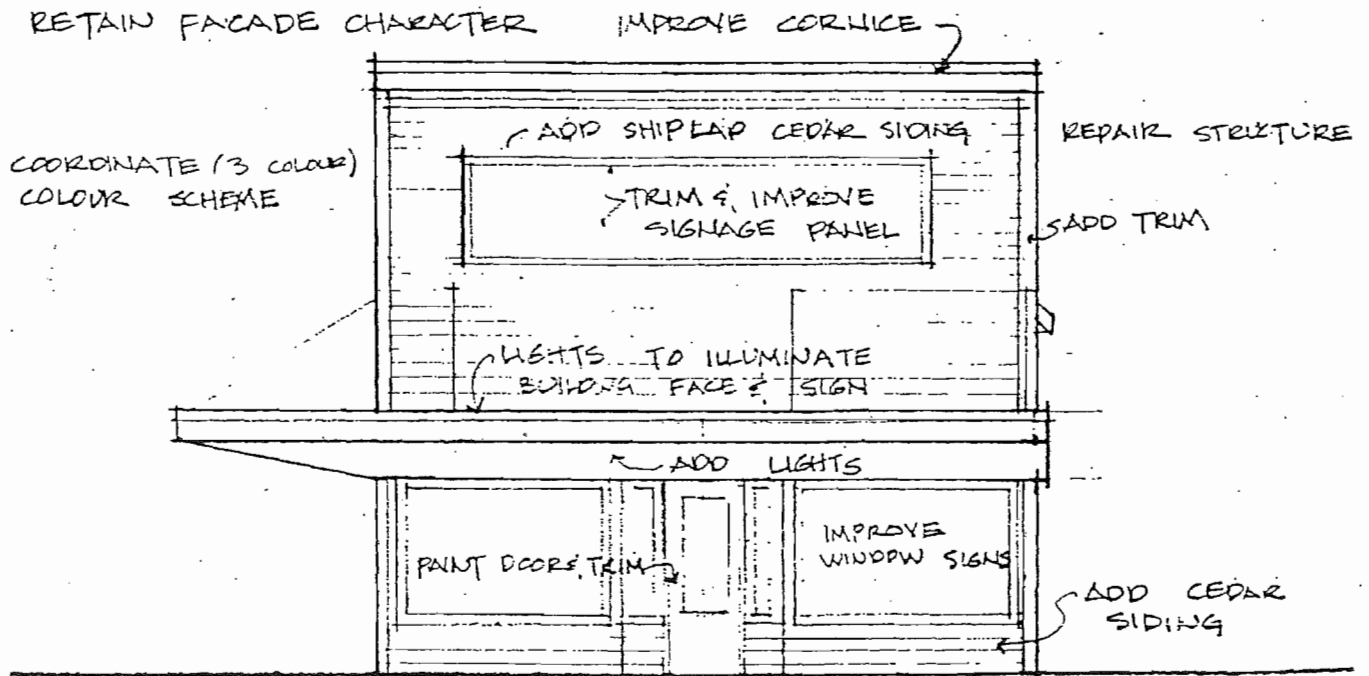 RETAIN FACADE CHARACTER IMPROVE CORNICE
ADD SHIPLAP CEDAR SIDING
REPAIR STRUCTURE
COORDINATE (3 COLOUR)
COLOUR SCHEME
TRIM & IMPROVE
SIGNAGE PANEL
ADD TRIM
LIGHTS TO ILLUMINATE
BUILDING FACE & SIGN
ADD LIGHTS
PAINT DOOR & TRIM
IMPROVE
WINDOW SIGNS
ADD CEDAR
SIDING